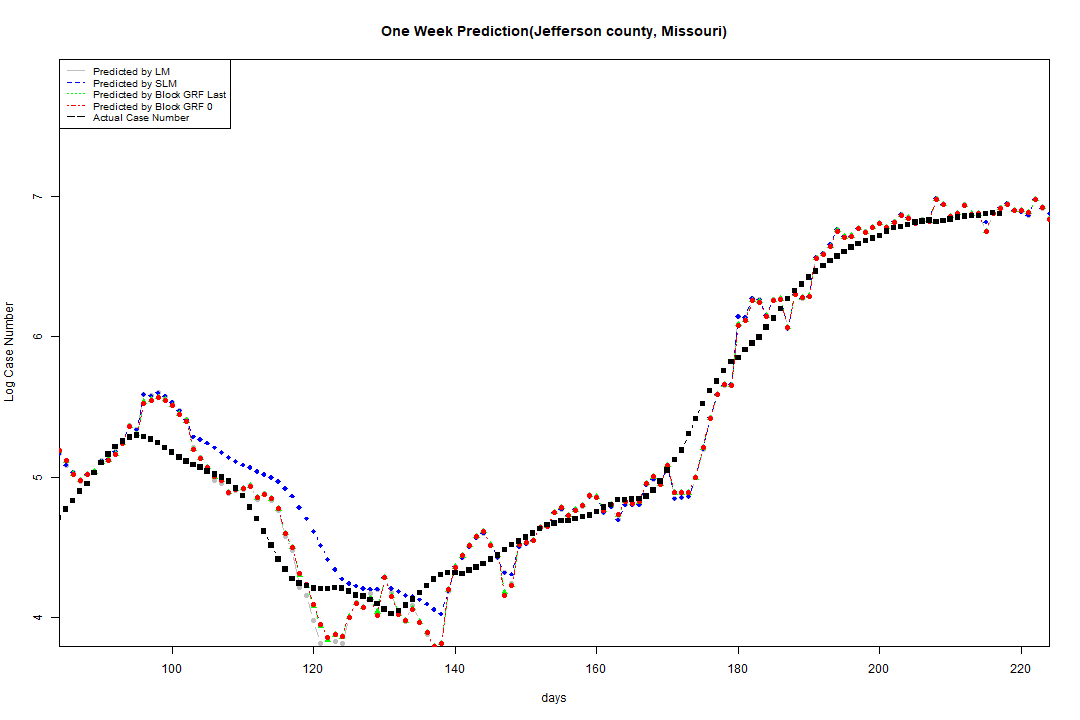 One Week Prediction(Jefferson county, Missouri)
Predicted by LM
Predicted by SLM
Predicted by Block GRF Last
Predicted by Block GRF 0
Actual Case Number
Log Case Number
7
6
5
4
100 120 140 160 180 200 220
days